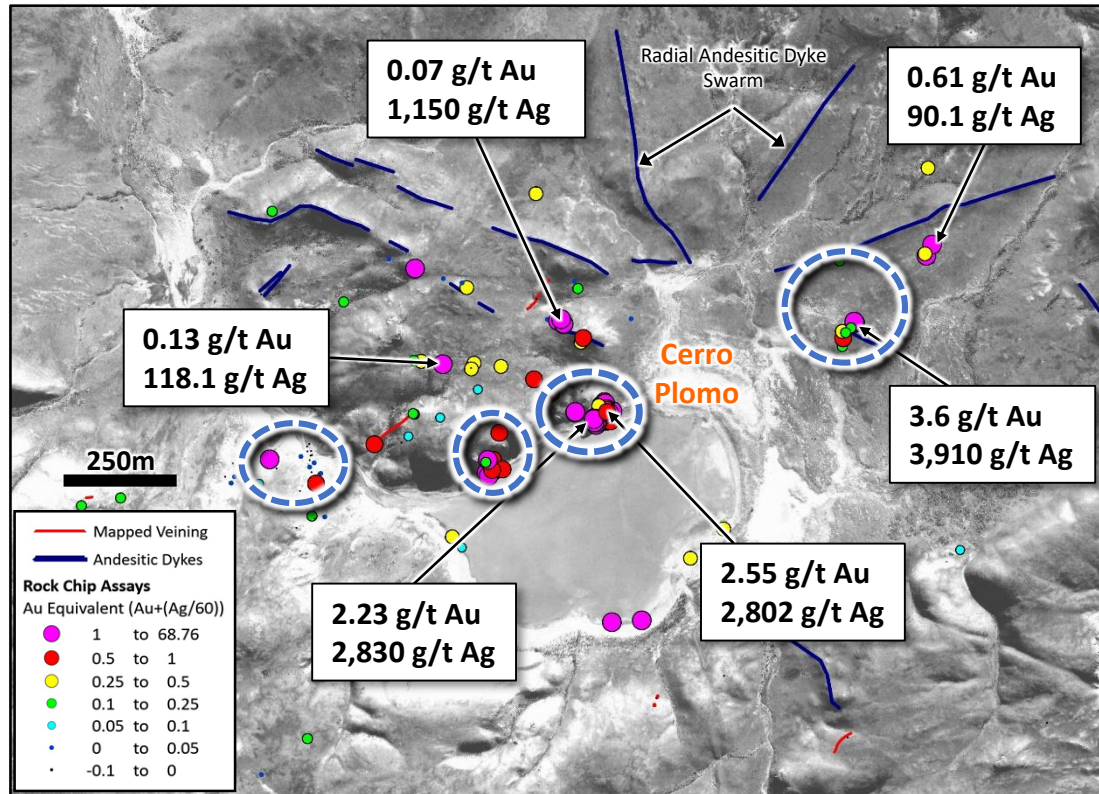 Radial Andesitic Dyke
Swarm
0.07 g/t Au
1,150 g/t Ag
0.61 g/t Au
90.1 g/t Ag
0.13 g/t Au
118.1 g/t Ag
Cerro
Plomo
3.6 g/t Au
3,910 g/t Ag
250m
2.23 g/t Au
2,830 g/t Ag
2.55 g/t Au
2,802 g/t Ag
Mapped Veining
Andesitic Dykes
Rock Chip Assays
Au Equivalent (Au+(Ag/60))
1 to 68.76
0.5 to 1
0.25 to 0.5
0.1 to 0.25
0.05 to 0.1
0 to 0.05
-0.1 to 0